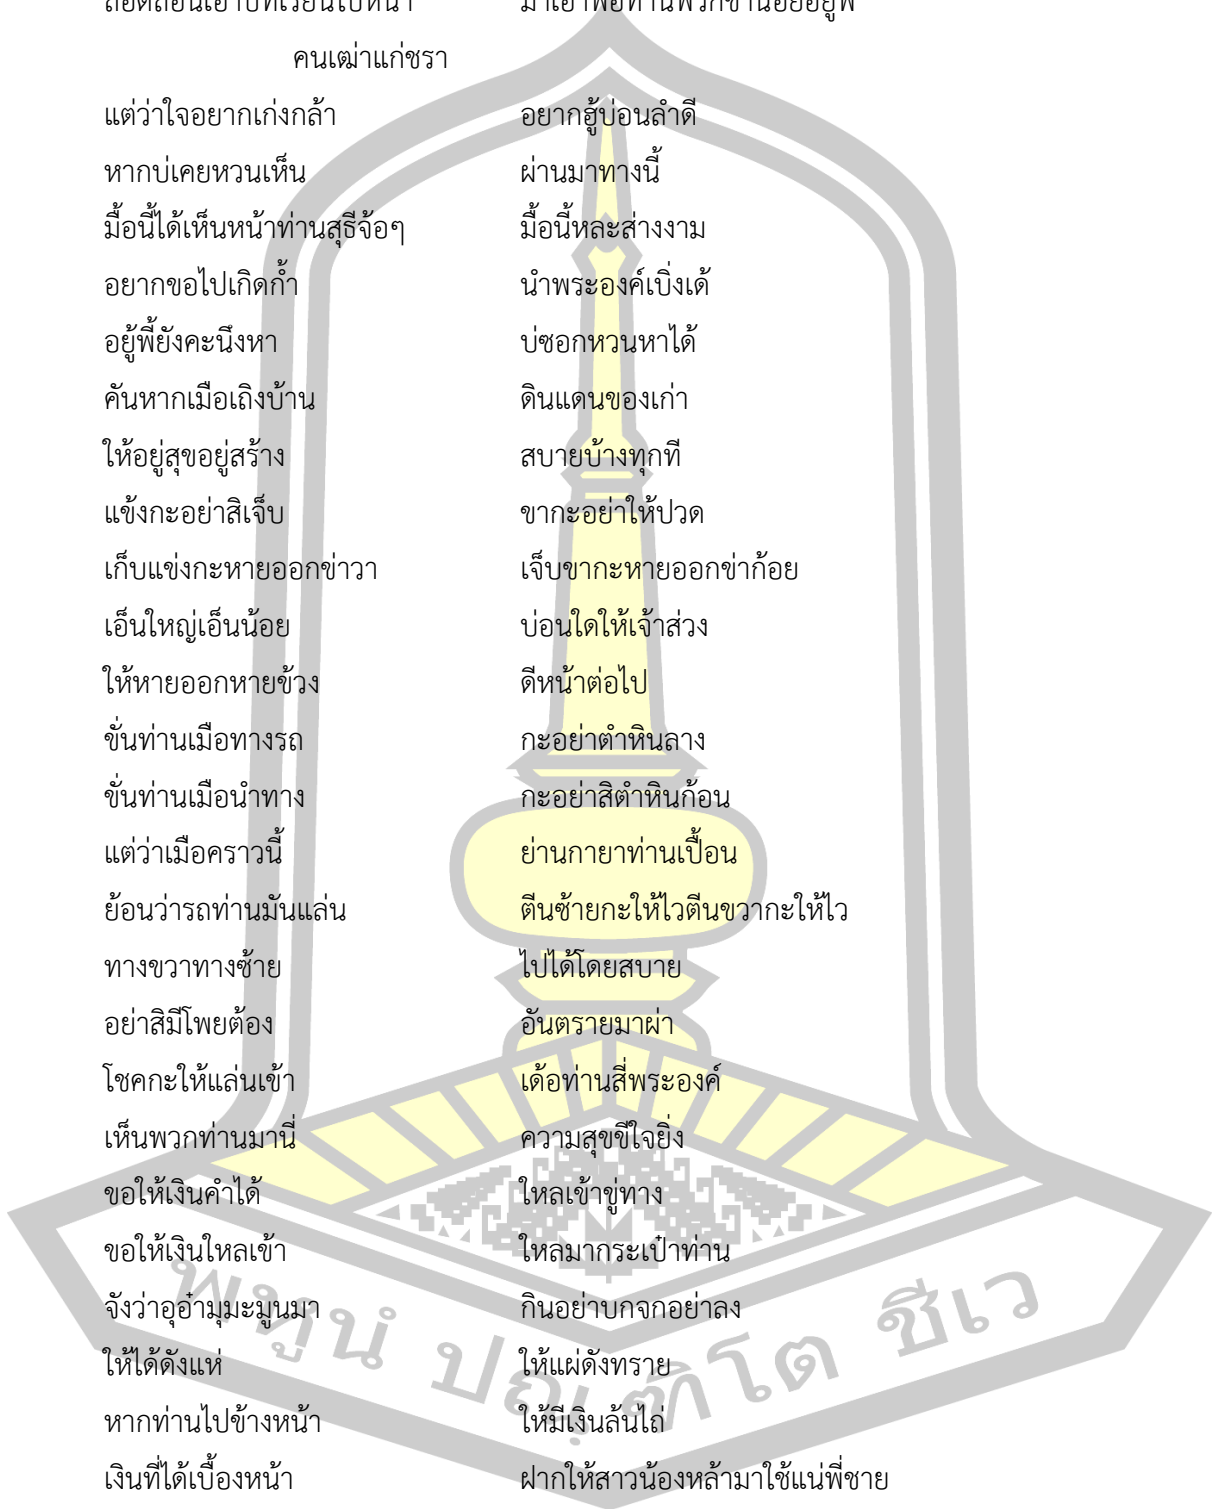 คนเฒ่าแก่ชรา
แต่ว่าใจอยากเก่งกล้า อยากฮู้บ่อนลำดี
หากบ่เคยหวนเห็น ผ่านมาทางนี้
มื้อนี้ได้เห็นหน้าท่านสุธีจ้อๆ มื้อนี้หละส่างงาม
อยากขอไปเกิดก้ำ นำพระองค์เบิ่งเด้
อยู้พี้ยังคะนึงหา บ่ซอกหวนหาได้
คันหากเมือเถิงบ้าน ดินแดนของเก่า
ให้อยู่สุขอยู่สร้าง สบายบ้างทุกที
แข้งกะอย่าสิเจ็บ ขากะอย่าให้ปวด
เก็บแข่งกะหายออกข่าวา เจ็บขากะหายออกข่าก้อย
เอ็นใหญ่เอ็นน้อย บ่อนใดให้เจ้าส่วง
ให้หายออกหายข้วง ดีหน้าต่อไป
ขั่นท่านเมือทางรถ กะอย่าตำหินลาง
ขั่นท่านเมือนำทาง กะอย่าสิตำหินก้อน
แต่ว่าเมือคราวนี้ ย่านกายาท่านเปื้อน
ย้อนว่ารถท่านมันแล่น ตีนซ้ายกะให้ไวตีนขวากะให้ไว
ทางขวาทางซ้าย ไปได้โดยสบาย
อย่าสิมีโพยต้อง อันตรายมาผ่า
โชคกะให้แล่นเข้า เด้อท่านสี่พระองค์
เห็นพวกท่านมานี่ ความสุขขีใจยิ่ง
ขอให้เงินคำได้ ใหลเข้าขู่ทาง
ขอให้เงินใหลเข้า ใหลมากระเป๋าท่าน
จังว่าอุอ๋ามุมะมูนมา กินอย่าบกจกอย่าลง
ให้ได้ดังแห่ ให้แผ่ดังทราย
หากท่านไปข้างหน้า ให้มีเงินล้นไถ่
เงินที่ได้เบื้องหน้า ฝากให้สาวน้องหล้ามาใช้แน่พี่ชาย
พหูนํ ปณฺฑิโต ชีเว